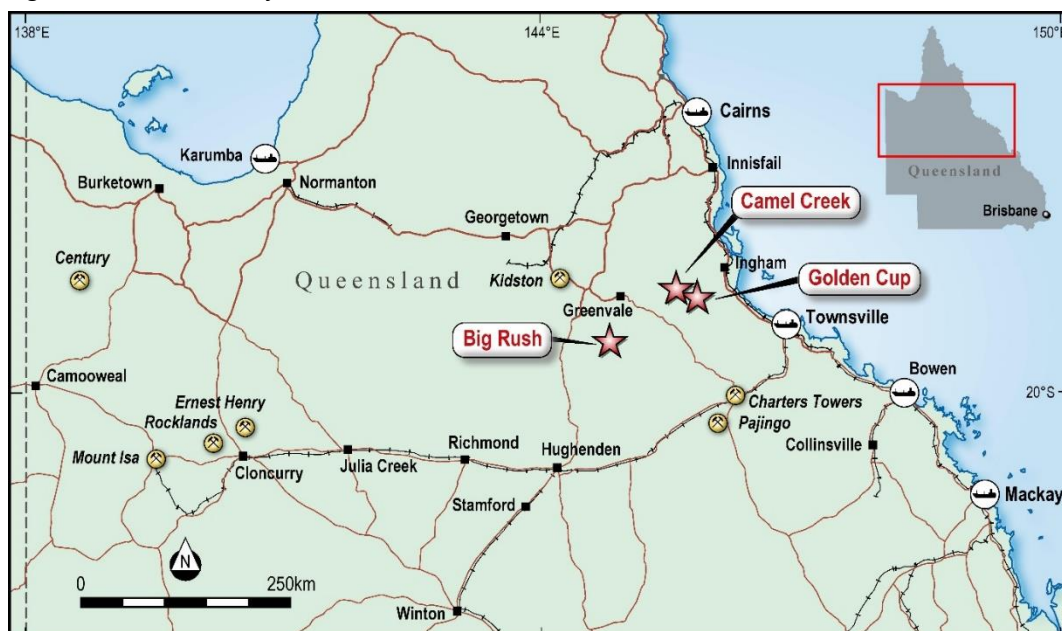 138°E
144°E
150°E
Cairns
Karumba
Innisfail
Burketown
Normanton
Queensland
Brisbane
Camel Creek
Georgetown
Century
Queensland
Kidston
Ingham
Golden Cup
Greenvale
Townsville
Big Rush
Bowen
Camooweal
20°S
Ernest Henry
Charters Towers
Rocklands
Pajingo
Richmond
Hughenden
Collinsville
Mount Isa
Cloncurry
Julia Creek
Mackay
Stamford
N
0
250km
Winton